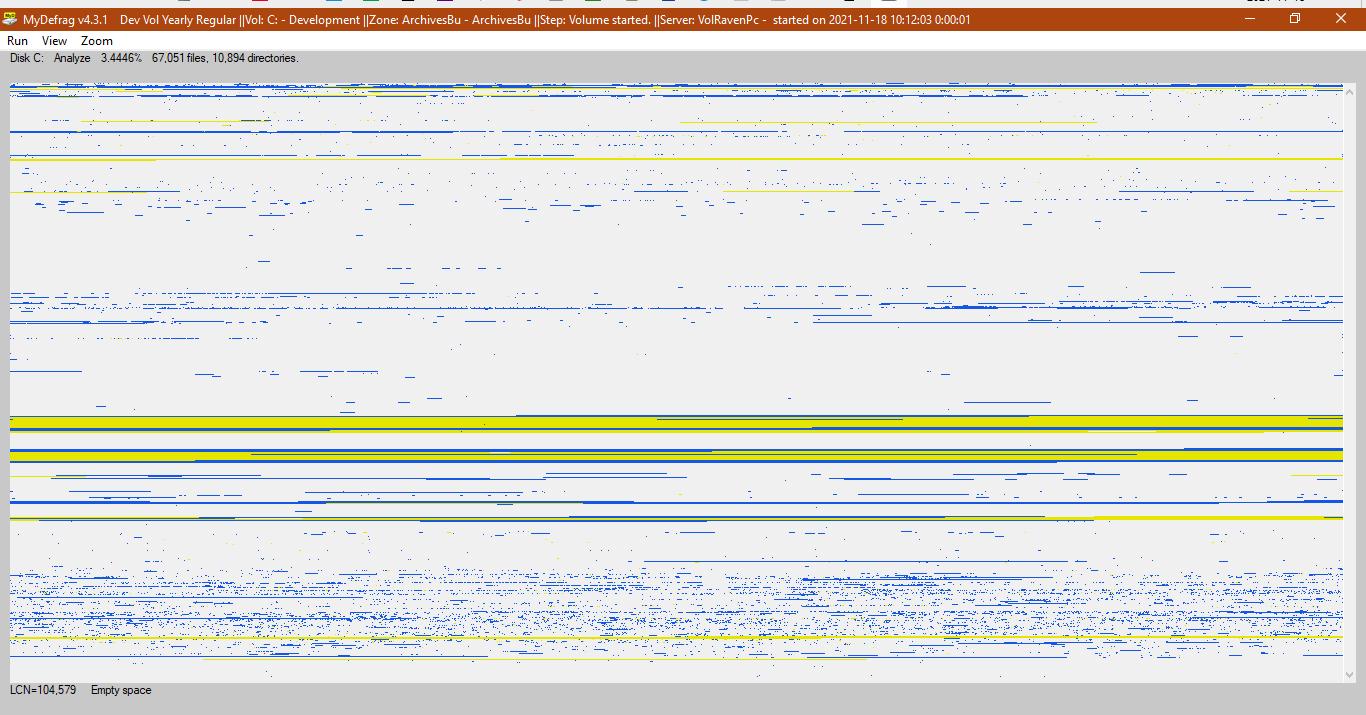 MyDefrag v4.3.1 Dev Vol Yearly Regular ||Vol: C: - Development ||Zone: ArchivesBu - ArchivesBu ||Step: Volume started. ||Server: VolRavenPc - started on 2021-11-18 10:12:03 0:00:01
Run View Zoom
Disk C: Analyze 3.4446% 67,051 files, 10,894 directories.
LCN=104,579 Empty space